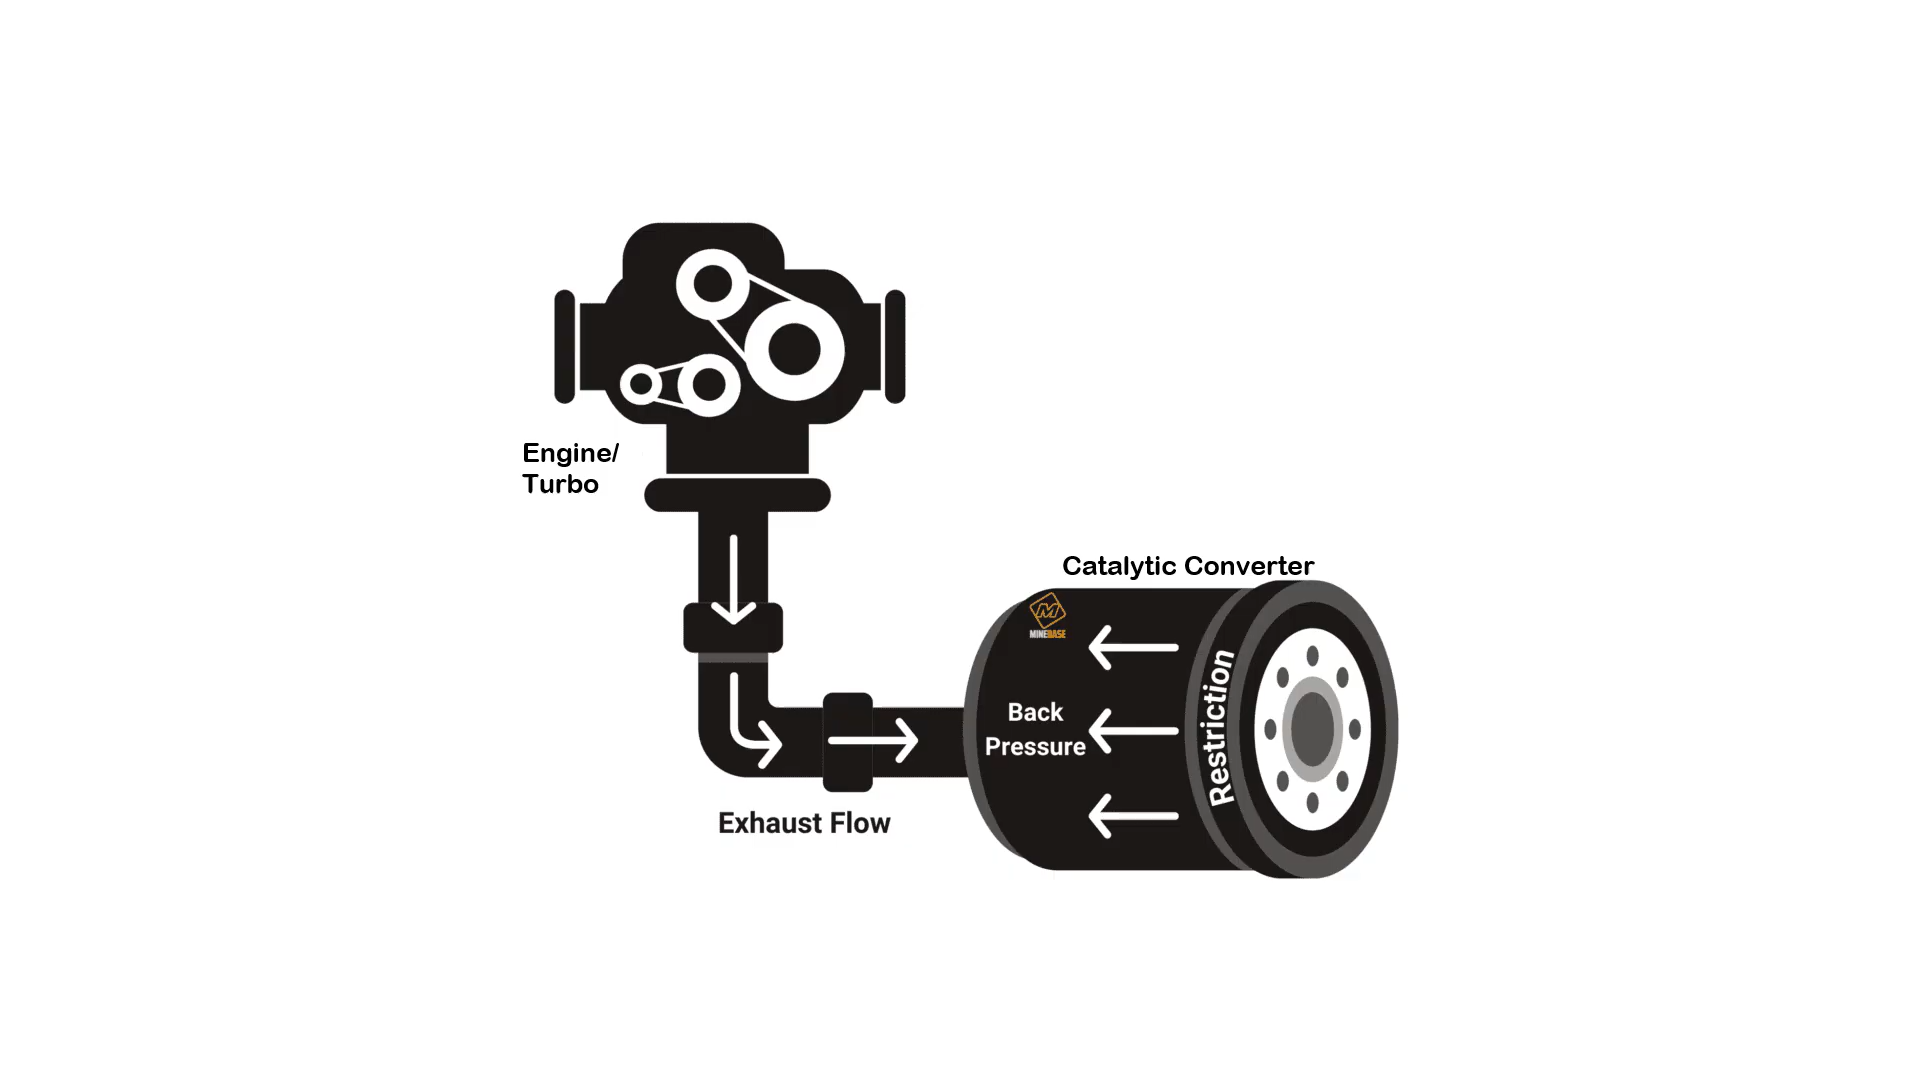 Engine/
Turbo
Catalytic Converter
MINEBASE
Back
Pressure
Restriction
Exhaust Flow